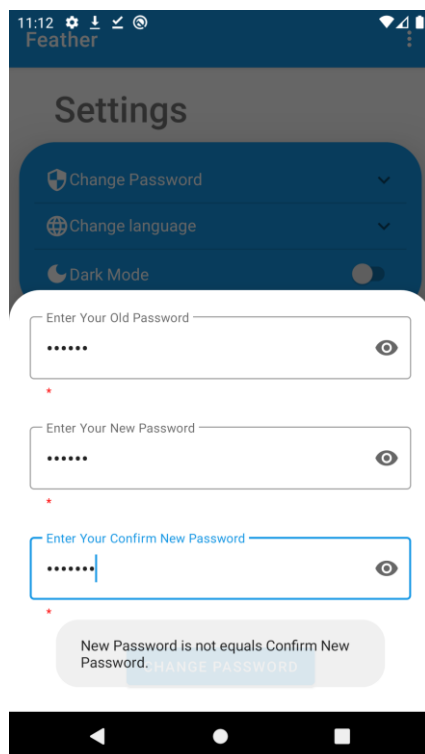 11:12
Feather
Settings
Change Password
Change language
Dark Mode
Enter Your Old Password
••••••
*
Enter Your New Password
••••••
*
Enter Your Confirm New Password
•••••••
*
New Password is not equals Confirm New
Password.
CHANGE PASSWORD